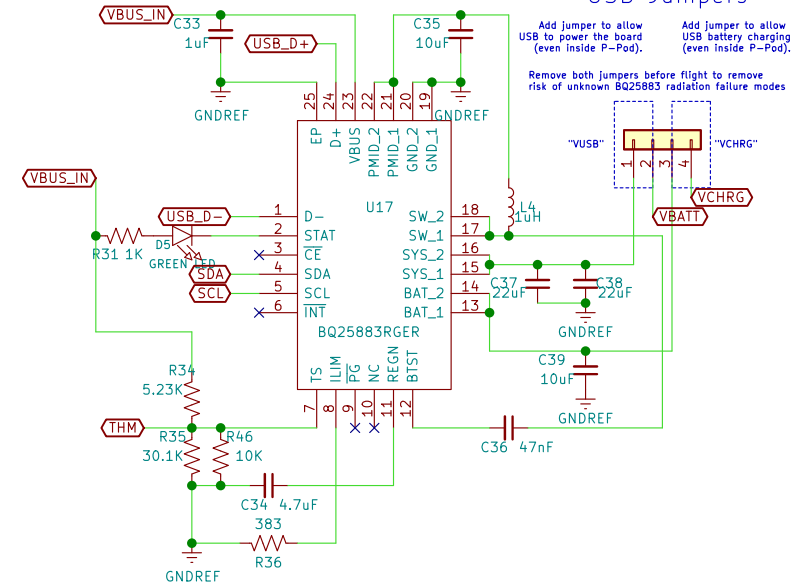 USB Jumpers
VBUS_IN
C33
1uF
USB_D+
C35
10uF
Add jumper to allow
USB to power the board
(even inside P-Pod).
Add jumper to allow
USB battery charging
(even inside P-Pod).
Remove both jumpers before flight to remove
risk of unknown BQ25883 radiation failure modes
GNDREF
GNDREF
25
24
23
22
21
20
19
EP
D+
VBUS
PMID_2
PMID_1
GND_2
GND_1
"VUSB"
"VCHRG"
1
2
3
4
VCHRG
VBATT
VBUS_IN
U17
L4
1uH
USB_D-
1
D-
SW_2
18
R31 1K
D5
GREEN LED
2
STAT
SW_1
17
3
CE
SYS_2
16
SDA
4
SDA
SYS_1
15
SCL
5
SCL
BAT_2
14
6
INT
BAT_1
13
C37
22uF
C38
22uF
GNDREF
BQ25883RGER
TS
ILIM
PG
NC
REGN
BTST
7
8
9
10
11
12
C39
10uF
GNDREF
R34
5.23K
THM
R35
30.1K
R46
10K
C36 47nF
C34 4.7uF
383
R36
GNDREF